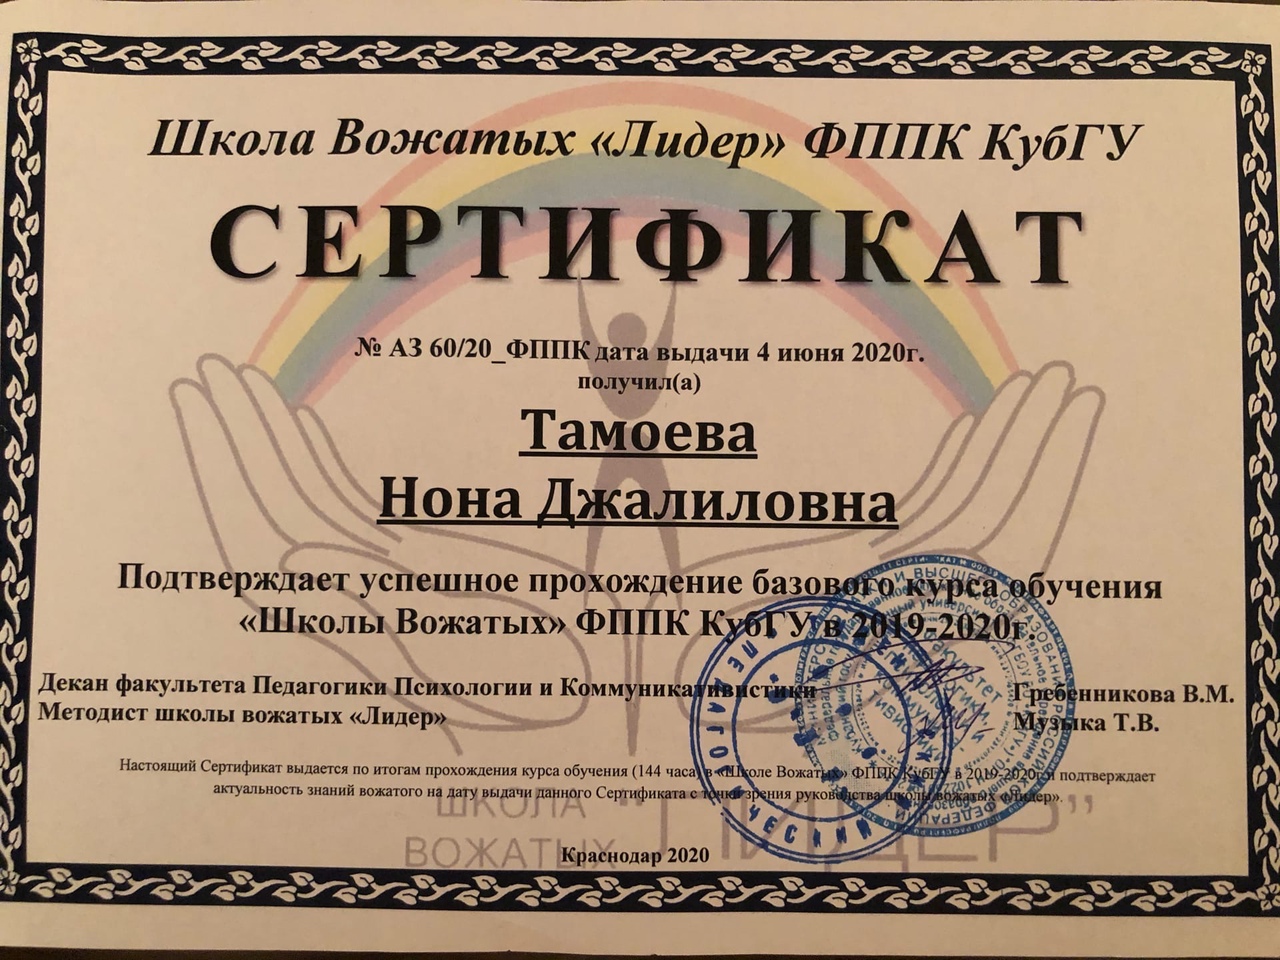 Школа Вожатых «Лидер» ФППК КубГУ
СЕРТИФИКАТ
№ АЗ 60/20_ФППК дата выдачи 4 июня 2020г.
получил(а)
Тамоева
Нона Джалиловна
Подтверждает успешное прохождение базового курса обучения
«Школы Вожатых» ФППК КубГУ в 2019-2020г.
Декан факультета Педагогики Психологии и Коммуникативистики Гребенникова В.М.
Методист школы вожатых «Лидер» Музыка Т.В.
Настоящий Сертификат выдается по итогам прохождения курса обучения (144 часа) в «Школе Вожатых» ФППК КубГУ в 2019-2020г. и подтверждает
актуальность знаний вожатого на дату выдачи данного Сертификата с точки зрения руководства школы вожатых «Лидер».
ШКОЛА
ВОЖАТЫХ "ЛИДЕР"
Краснодар 2020
ПЕДАГОГИЧЕСКИЙ